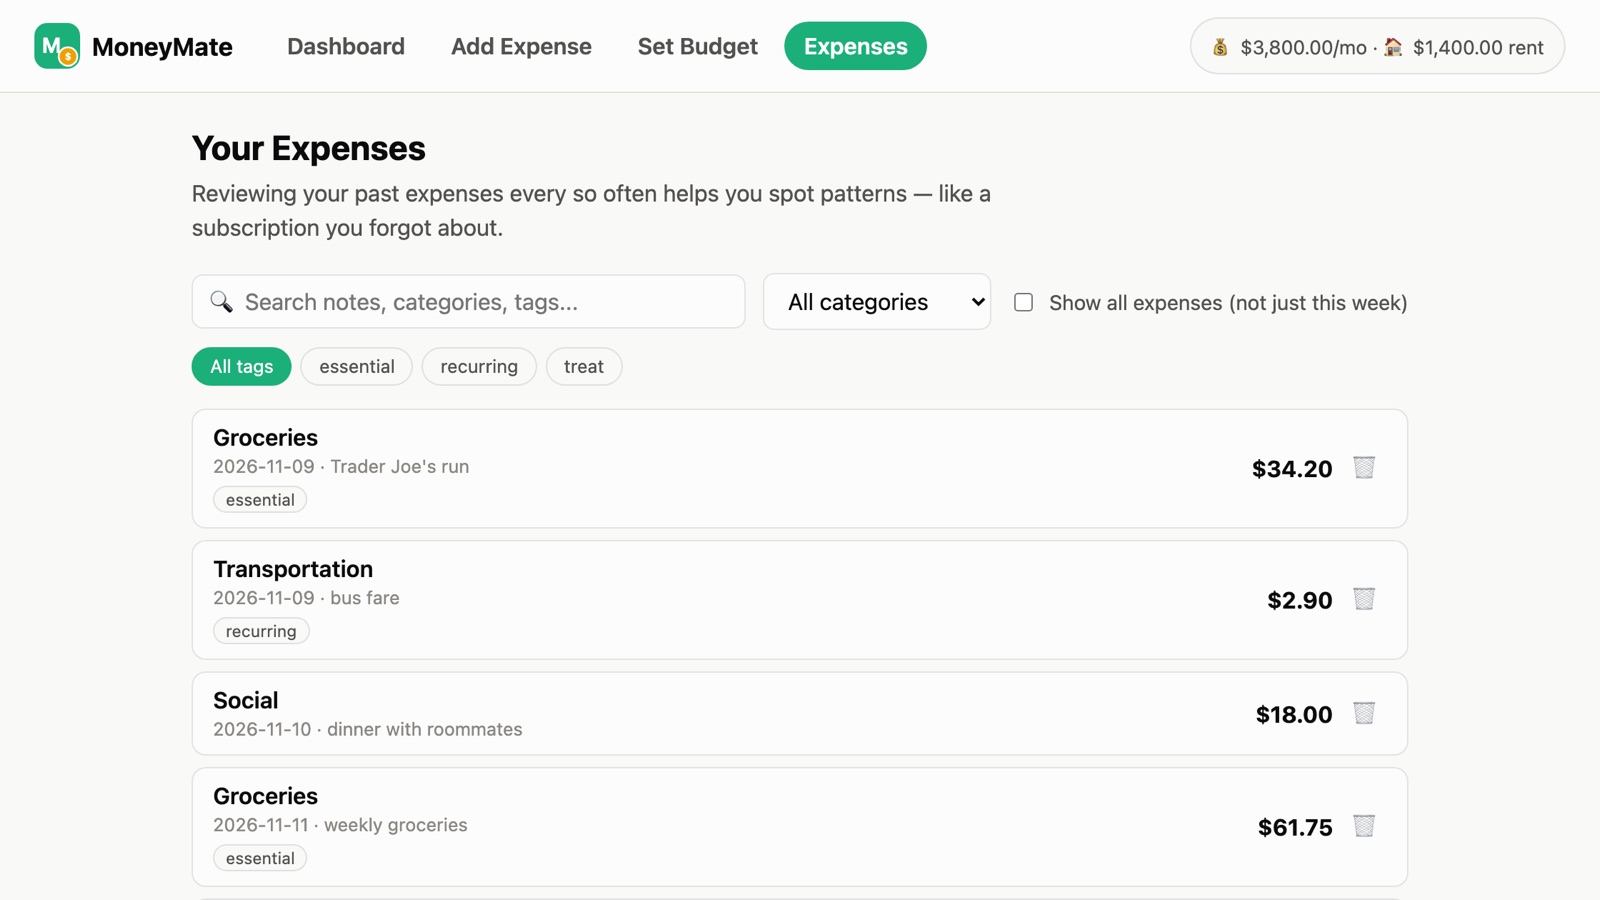 M
$
MoneyMate
Dashboard
Add Expense
Set Budget
Expenses
$3,800.00/mo · $1,400.00 rent
Your Expenses
Reviewing your past expenses every so often helps you spot patterns — like a
subscription you forgot about.
Search notes, categories, tags...
All categories
Show all expenses (not just this week)
All tags
essential
recurring
treat
Groceries
2026-11-09 · Trader Joe's run
essential
$34.20
Transportation
2026-11-09 · bus fare
recurring
$2.90
Social
2026-11-10 · dinner with roommates
$18.00
Groceries
2026-11-11 · weekly groceries
essential
$61.75